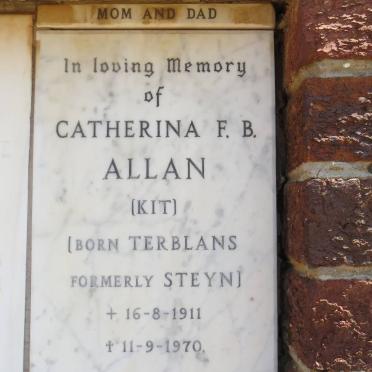 MOM AND DAD
In loving Memory
of
CATHERINA F. B.
ALLAN
(KIT)
(BORN TERBLANS
FORMERLY STEYN)
+ 16-8-1911
✝ 11-9-1970.